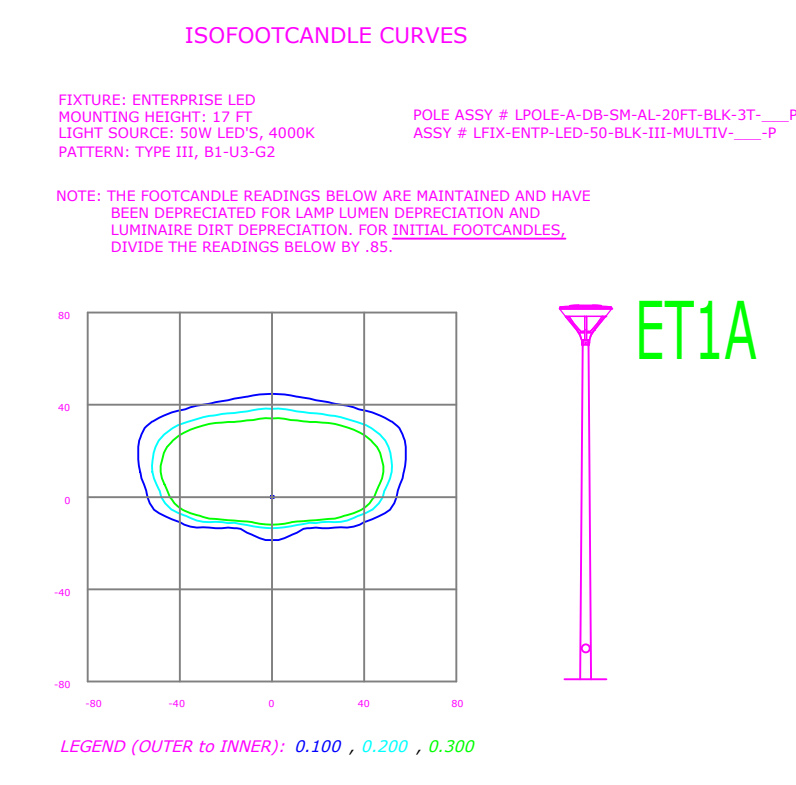 ISOFOOTCANDLE CURVES
FIXTURE: ENTERPRISE LED
MOUNTING HEIGHT: 17 FT
LIGHT SOURCE: 50W LED'S, 4000K
PATTERN: TYPE III, B1-U3-G2
POLE ASSY # LPOLE-A-DB-SM-AL-20FT-BLK-3T-___P
ASSY # LFIX-ENTP-LED-50-BLK-III-MULTIV-___-P
NOTE: THE FOOTCANDLE READINGS BELOW ARE MAINTAINED AND HAVE
BEEN DEPRECIATED FOR LAMP LUMEN DEPRECIATION AND
LUMINAIRE DIRT DEPRECIATION. FOR INITIAL FOOTCANDLES,
DIVIDE THE READINGS BELOW BY .85.
80
40
0
-40
-80
-80 -40 0 40 80
ET1A
LEGEND (OUTER to INNER): 0.100 , 0.200 , 0.300